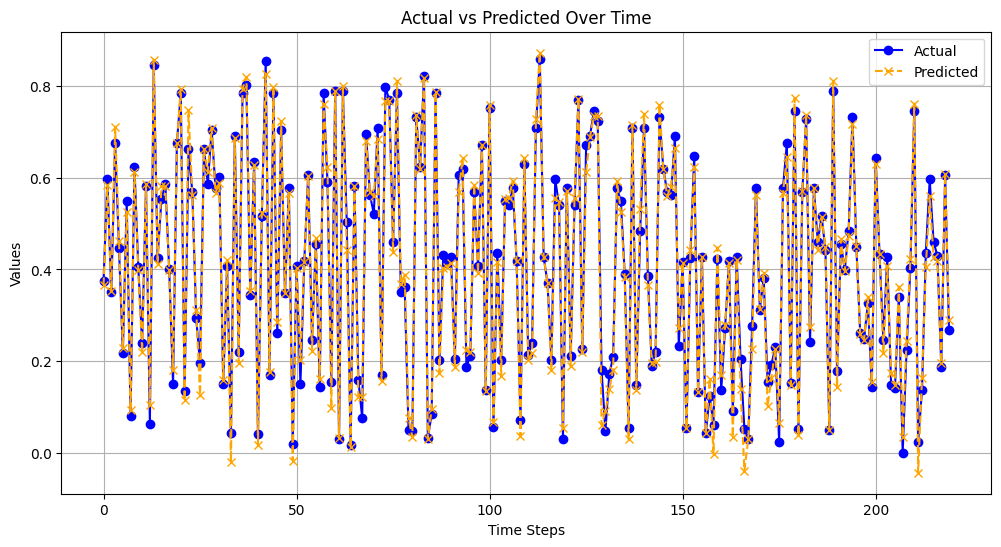 Actual vs Predicted Over Time
Actual
Predicted
Values
0.8
0.6
0.4
0.2
0.0
0 50 100 150 200
Time Steps